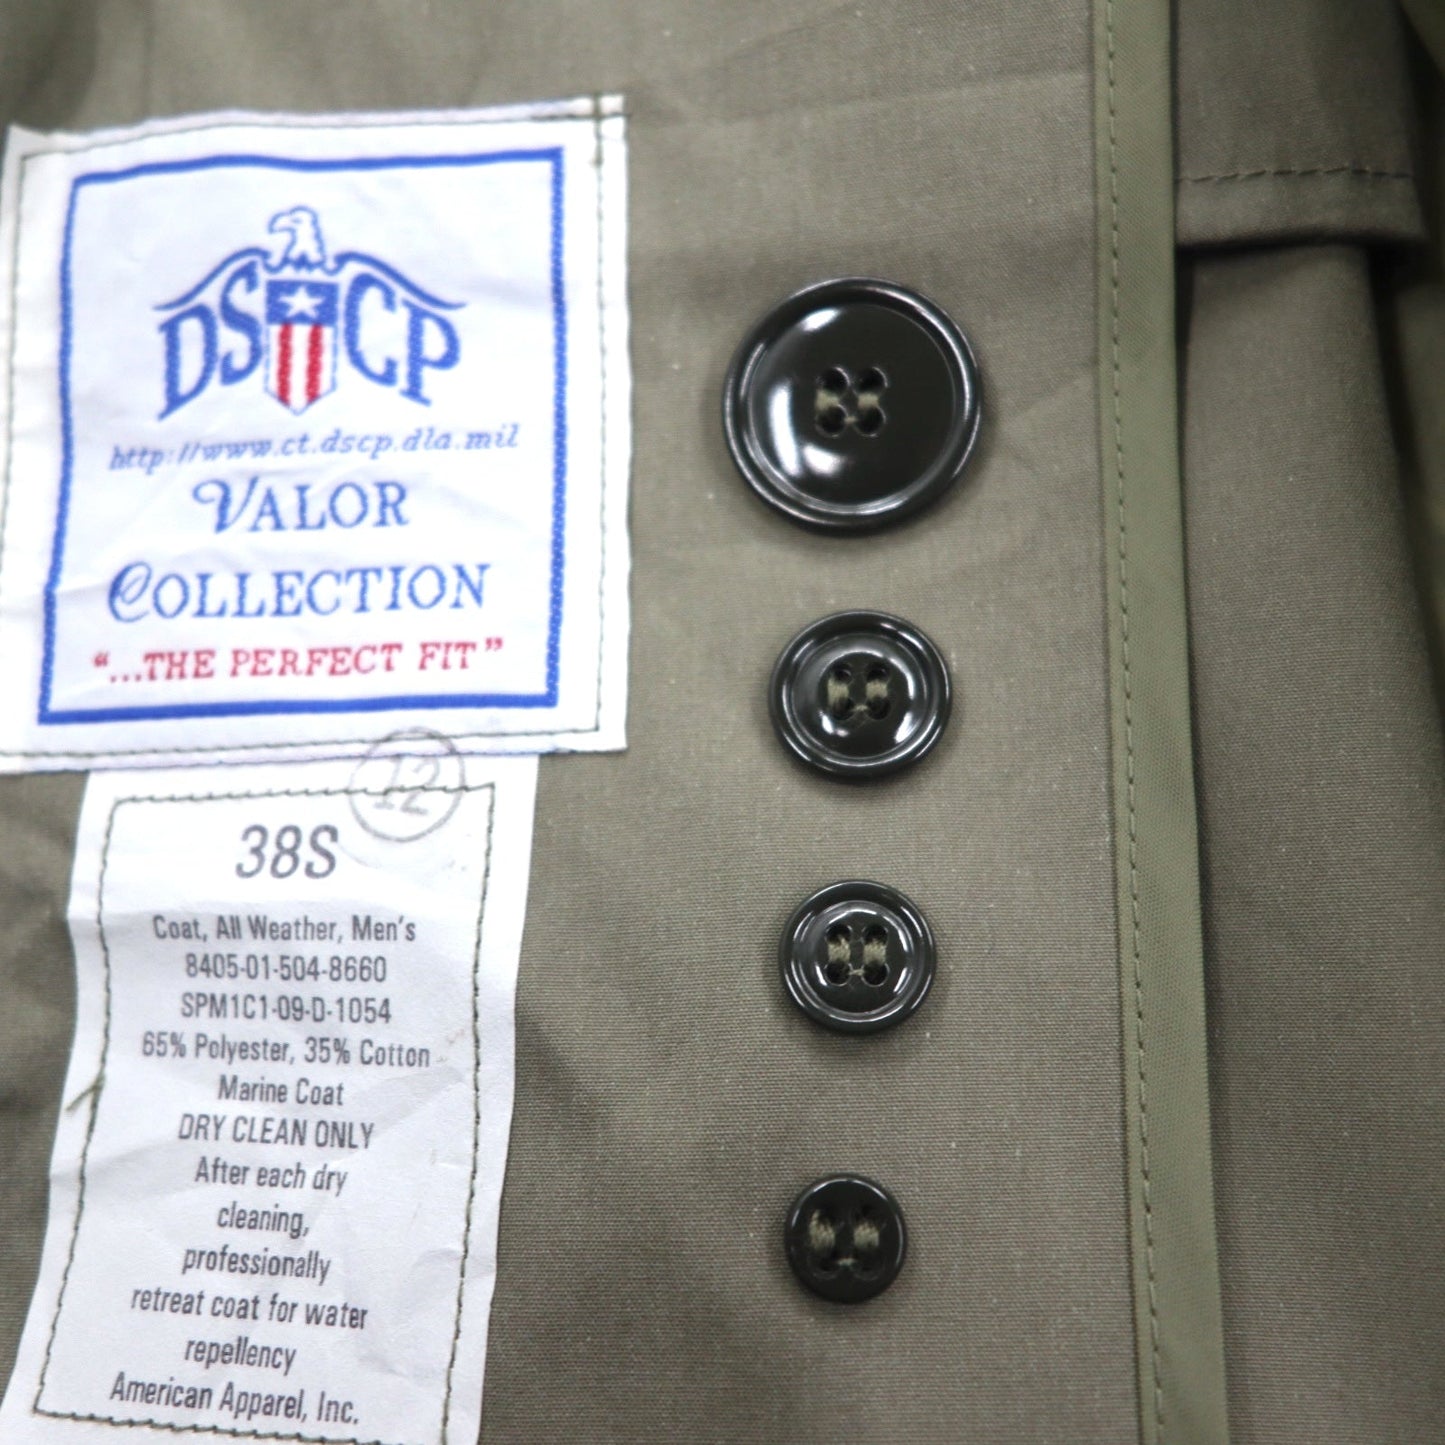 DSCP
http://www.ct.dscp.dla.mil
VALOR
COLLECTION
"...THE PERFECT FIT"
12
38S
Coat, All Weather, Men's
8405-01-504-8660
SPM1C1-09-D-1054
65% Polyester, 35% Cotton
Marine Coat
DRY CLEAN ONLY
After each dry
cleaning,
professionally
retreat coat for water
repellency
American Apparel, Inc.